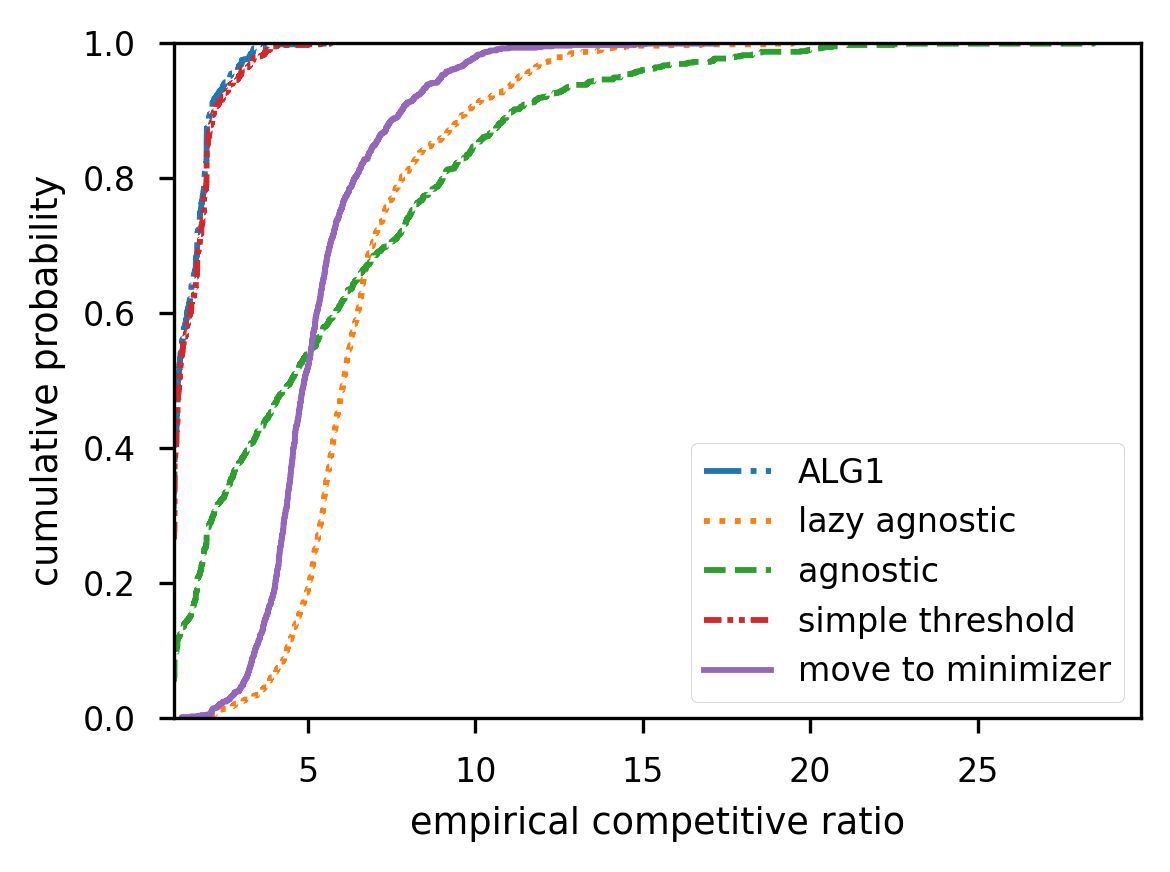 1.0
0.8
0.6
0.4
0.2
0.0
cumulative probability
5 10 15 20 25
empirical competitive ratio
ALG1
lazy agnostic
agnostic
simple threshold
move to minimizer